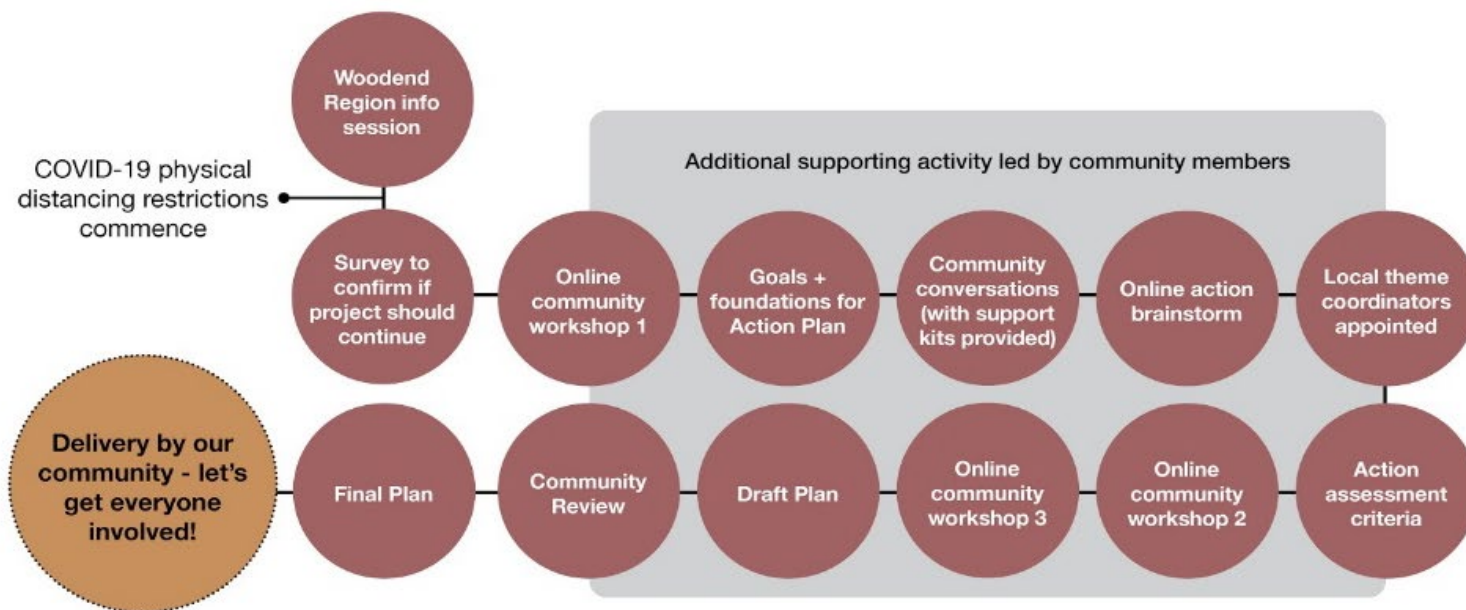 Woodend
Region info
session
COVID-19 physical
distancing restrictions
commence
Additional supporting activity led by community members
Survey to
confirm if
project should
continue
Online
community
workshop 1
Goals +
foundations for
Action Plan
Community
conversations
(with support
kits provided)
Online action
brainstorm
Local theme
coordinators
appointed
Action
assessment
criteria
Online
community
workshop 2
Online
community
workshop 3
Draft Plan
Community
Review
Final Plan
Delivery by our
community - let's
get everyone
involved!